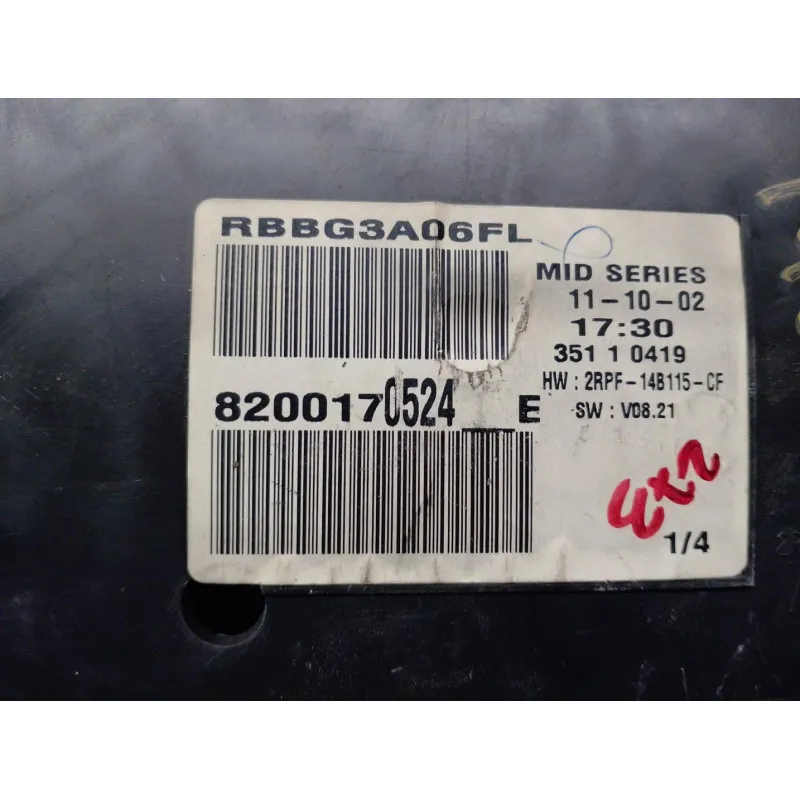 RBBG3A06FL
MID SERIES
11-10-02
17:30
351 1 0419
HW : 2RPF-14B115-CF
SW : V08.21
8200170524__E
1/4